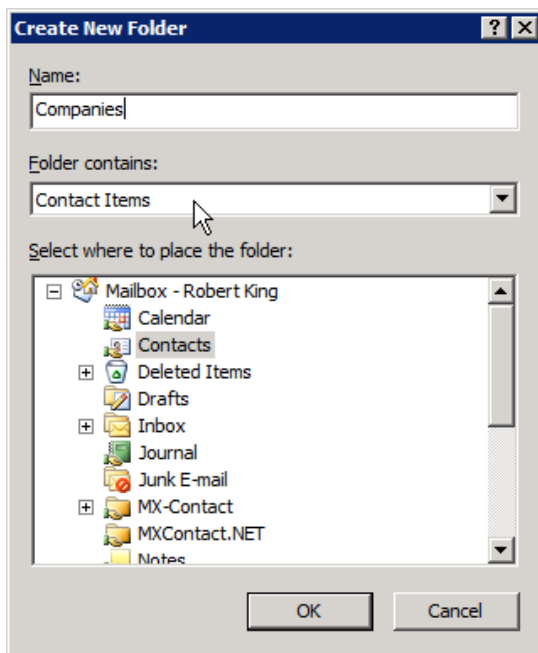 Create New Folder
Name:
Companies
Folder contains:
Contact Items
Select where to place the folder:
Mailbox - Robert King
Calendar
Contacts
Deleted Items
Drafts
Inbox
Journal
Junk E-mail
MX-Contact
MXContact.NET
Notes
OK Cancel